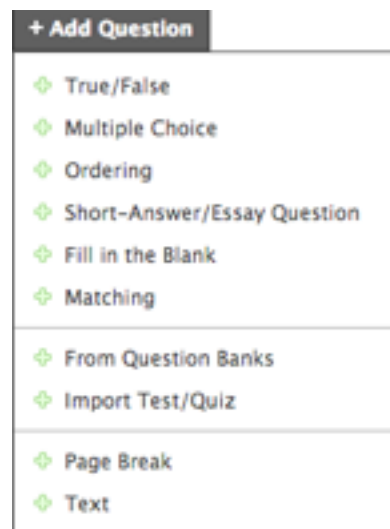 + Add Question
True/False
Multiple Choice
Ordering
Short-Answer/Essay Question
Fill in the Blank
Matching
From Question Banks
Import Test/Quiz
Page Break
Text